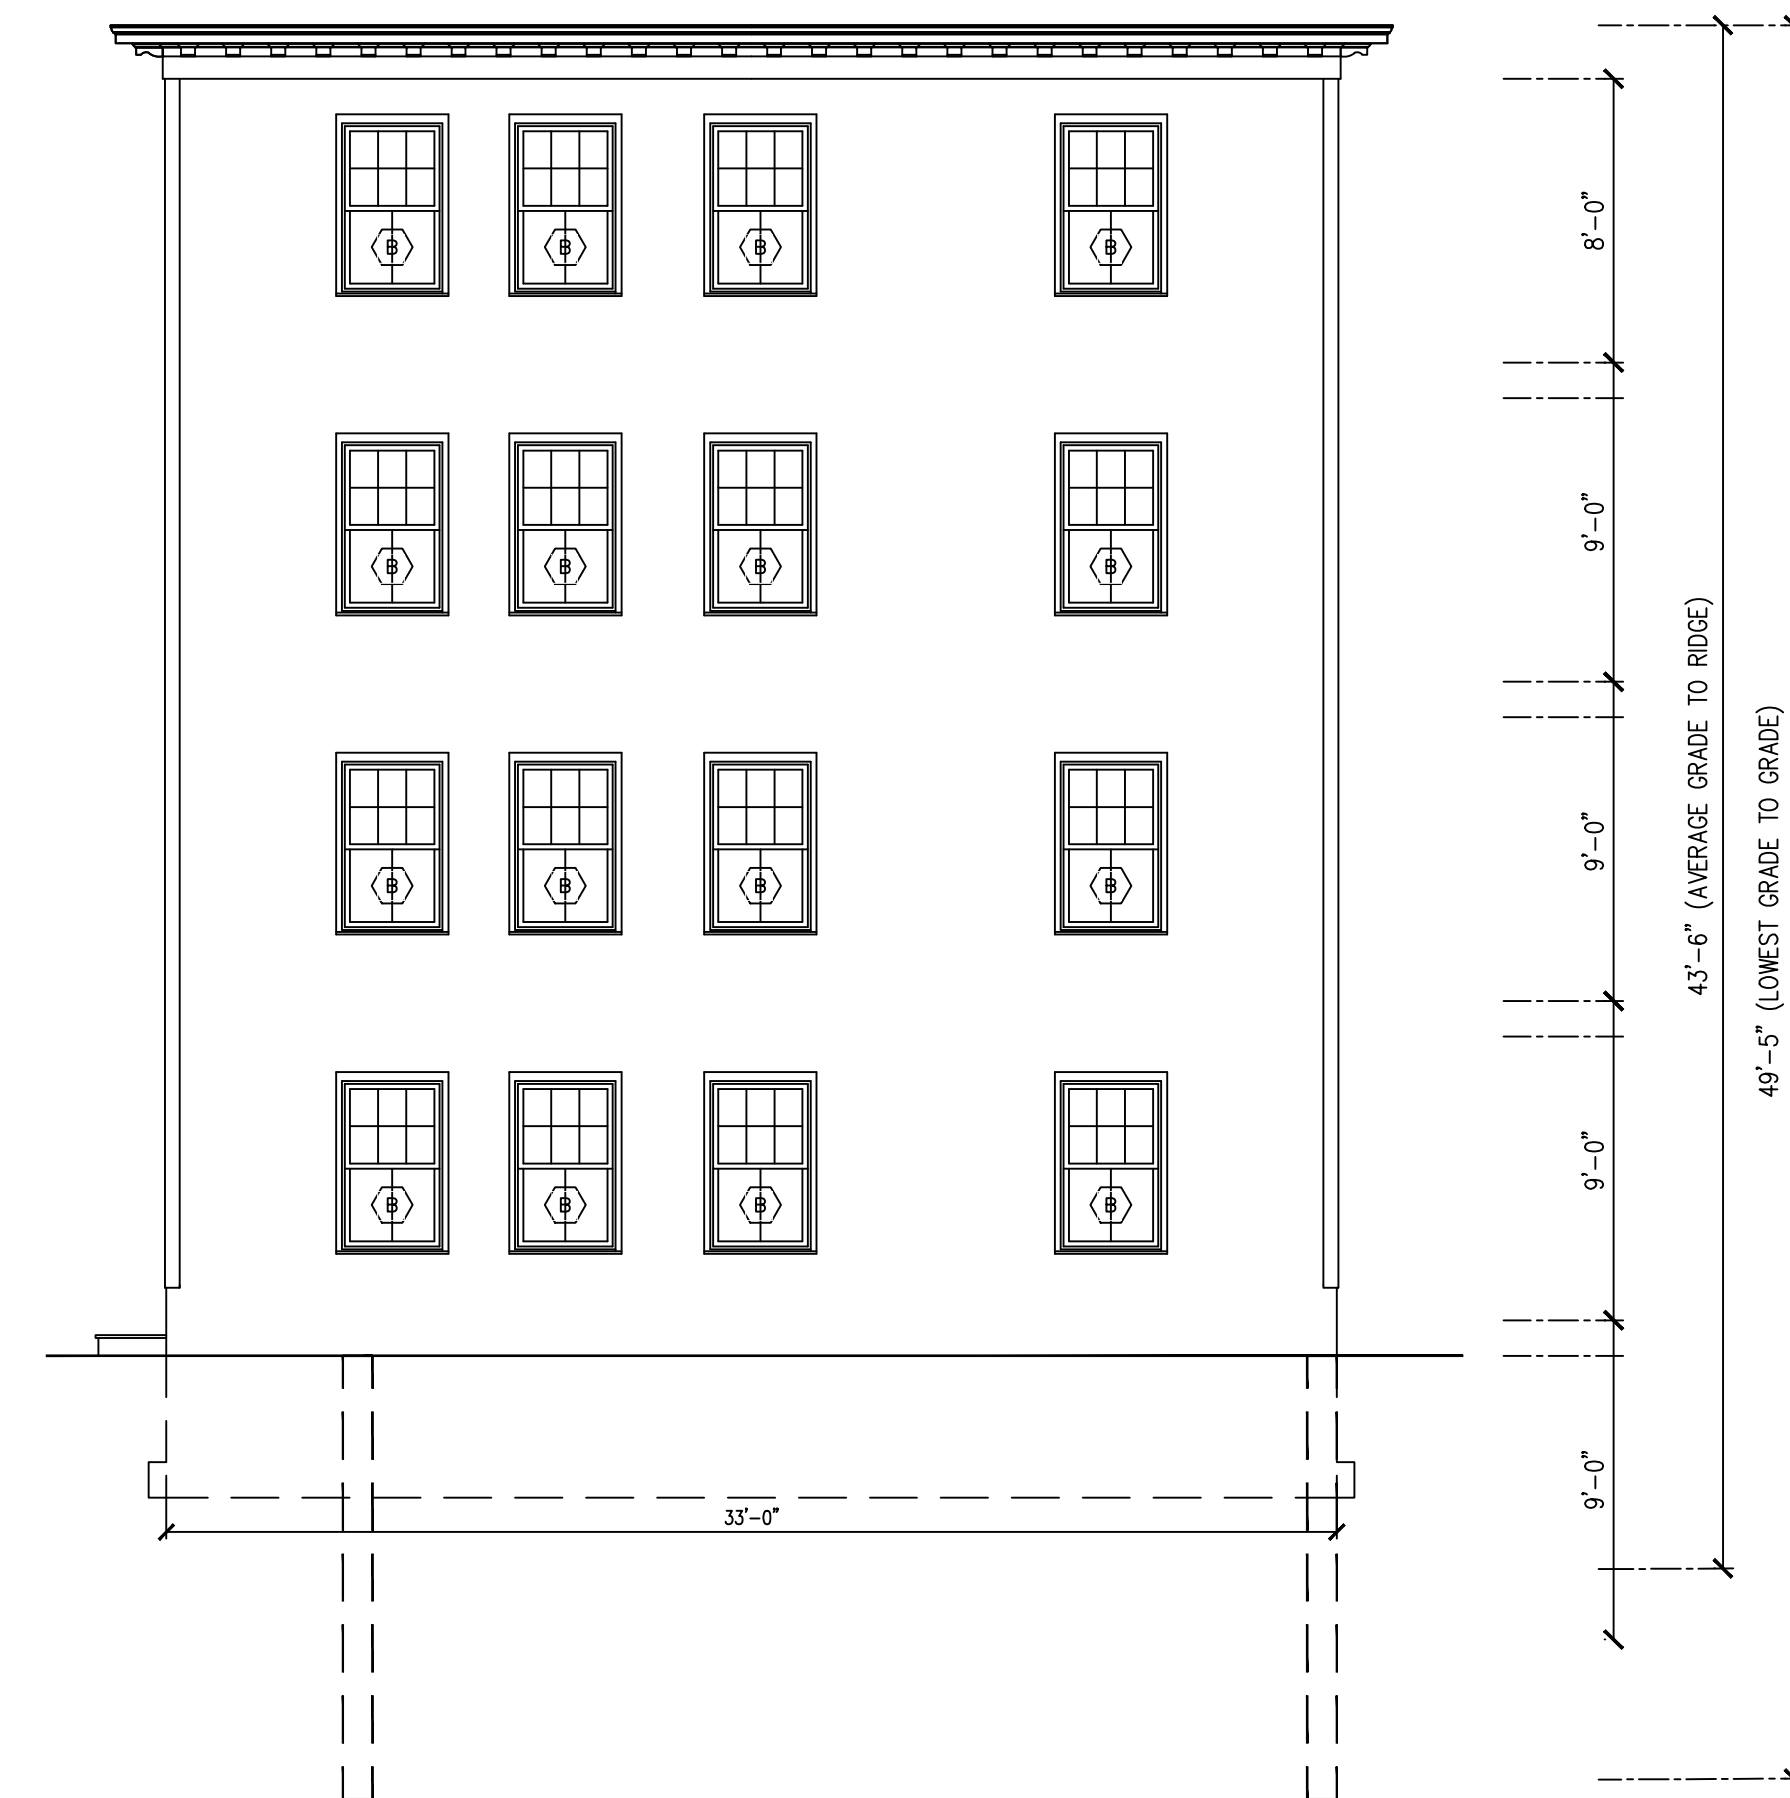 B B B B
8'-0"
B B B B
9'-0"
B B B B
9'-0"
43'-6" (AVERAGE GRADE TO RIDGE)
49'-5" (LOWEST GRADE TO GRADE)
B B B B
9'-0"
9'-0"
33'-0"